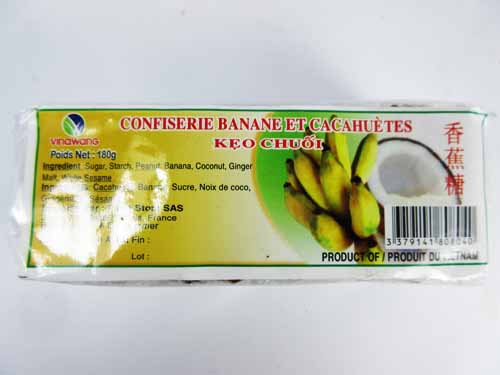 VINAWANG
CONFISERIE BANANE ET CACAHUÈTES
KẸO CHUỐI
Poids Net : 180g
Ingredient: Sugar, Starch, Peanut, Banana, Coconut, Ginger
Malt, White Sesame
Sucre, Noix de coco,
SAS
France
Fin :
Lot :
香蕉糖
3 379141 808040
PRODUCT OF / PRODUIT DU VIETNAM